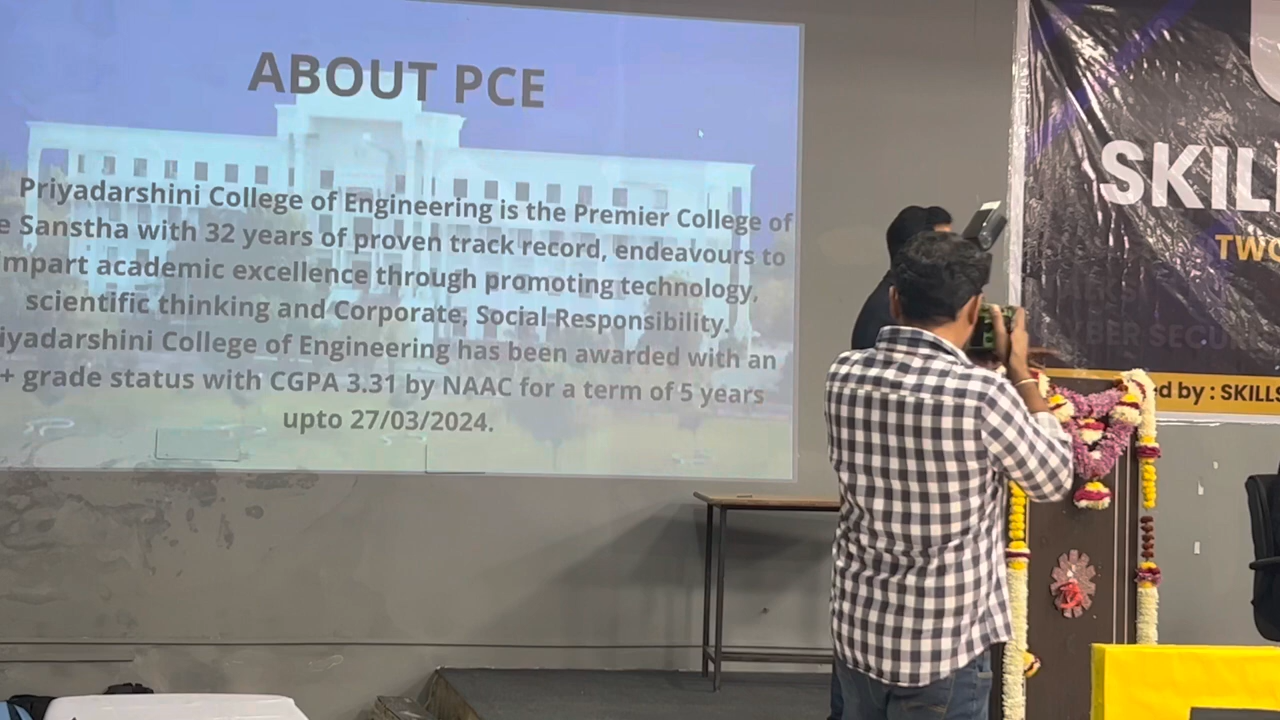 ABOUT PCE
Priyadarshini College of Engineering is the Premier College of
e Sanstha with 32 years of proven track record, endeavours to
mpart academic excellence through promoting technology,
scientific thinking and Corporate, Social Responsibility.
iyadarshini College of Engineering has been awarded with an
+ grade status with CGPA 3.31 by NAAC for a term of 5 years
upto 27/03/2024.
SKILL
TWO
YBER SECUR
d by : SKILLS